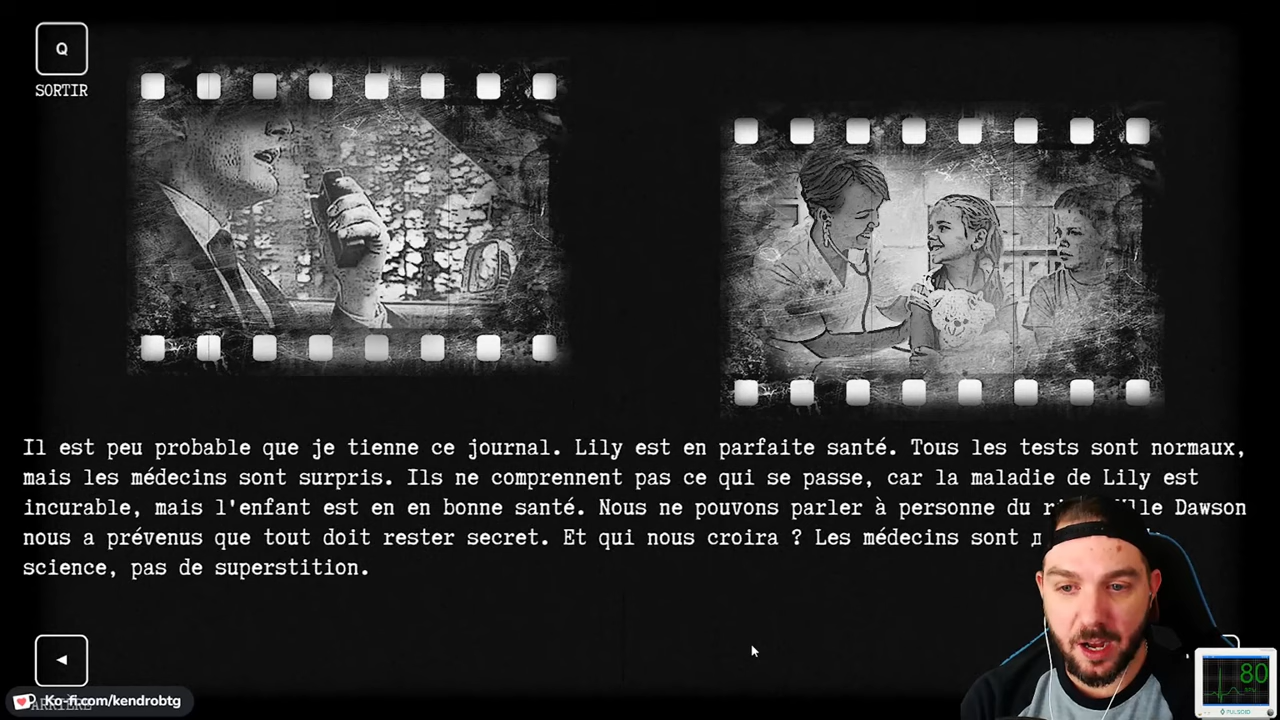 Q
SORTIR
Il est peu probable que je tienne ce journal. Lily est en parfaite santé. Tous les tests sont normaux,
mais les médecins sont surpris. Ils ne comprennent pas ce qui se passe, car la maladie de Lily est
incurable, mais l'enfant est en en bonne santé. Nous ne pouvons parler à personne du Dawson
nous a prévenus que tout doit rester secret. Et qui nous croira ? Les médecins sont
science, pas de superstition.
Ko-fi.com/kendrobtg
80
PULSOID